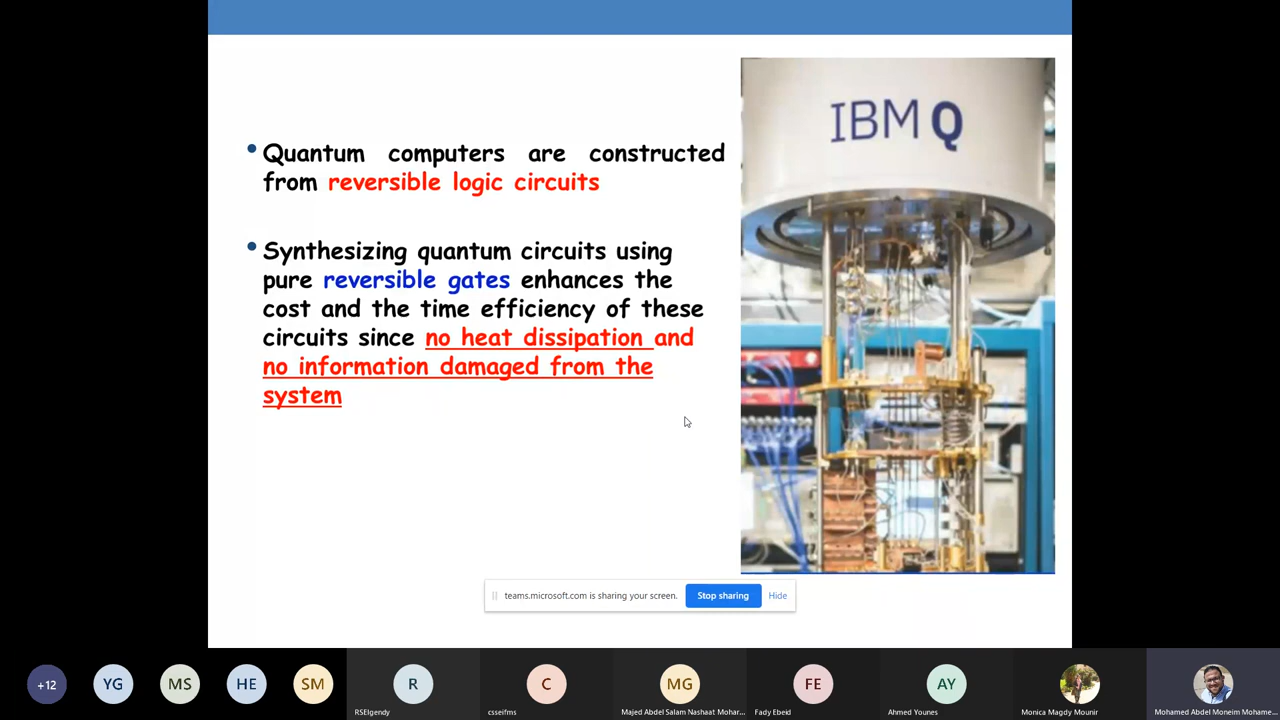 IBM Q
• Quantum computers are constructed
from reversible logic circuits
• Synthesizing quantum circuits using
pure reversible gates enhances the
cost and the time efficiency of these
circuits since no heat dissipation and
no information damaged from the
system
teams.microsoft.com is sharing your screen.
Stop sharing
Hide
+12
YG
MS
HE
SM
R
C
MG
FE
AY
RSElgendy
csseifms
Majed Abdel Salam Nashaat Mohar...
Fady Ebeid
Ahmed Younes
Monica Magdy Mounir
Mohamed Abdel Moneim Mohame...